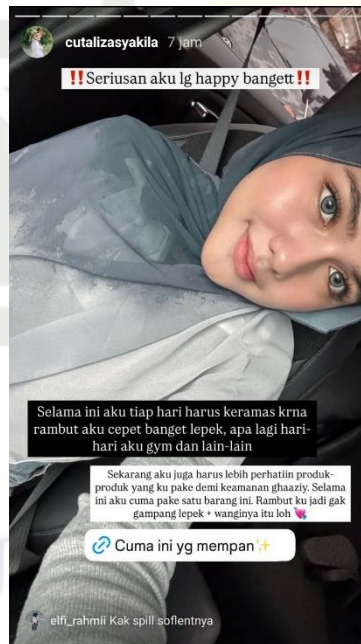 cutalizasyakila 7 jam
‼️Seriusan aku lg happy bangett‼️
Selama ini aku tiap hari harus keramas krna
rambut aku cepet banget lepek, apa lagi hari-
hari aku gym dan lain-lain
Sekarang aku juga harus lebih perhatiin produk-
produk yang ku pake demi keamanan ghaaziy. Selama
ini aku cuma pake satu barang ini. Rambut ku jadi gak
gampang lepek + wanginya itu loh 💘
Cuma ini yg mempan✨
elfi_rahmii Kak spill soflentnya